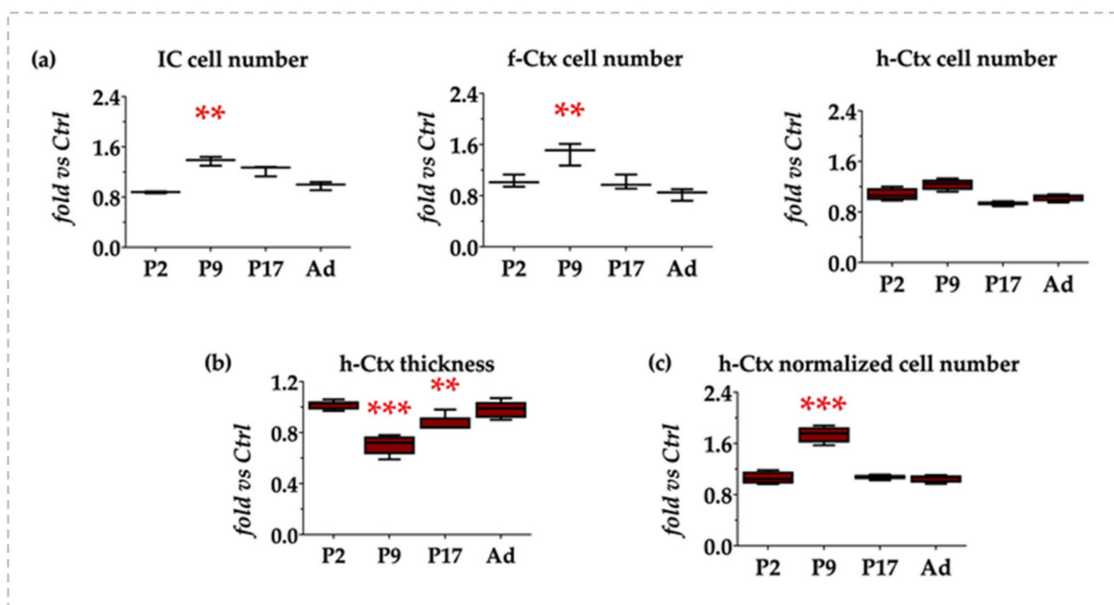 (a)
IC cell number
f-Ctx cell number
h-Ctx cell number
fold vs Ctrl
2.4
1.6
0.8
0.0
**
P2 P9 P17 Ad
fold vs Ctrl
2.4
1.6
0.8
0.0
**
P2 P9 P17 Ad
fold vs Ctrl
2.4
1.6
0.8
0.0
P2 P9 P17 Ad
(b)
h-Ctx thickness
fold vs Ctrl
1.2
0.8
0.4
0.0
***
**
P2 P9 P17 Ad
(c)
h-Ctx normalized cell number
fold vs Ctrl
2.4
1.6
0.8
0.0
***
P2 P9 P17 Ad